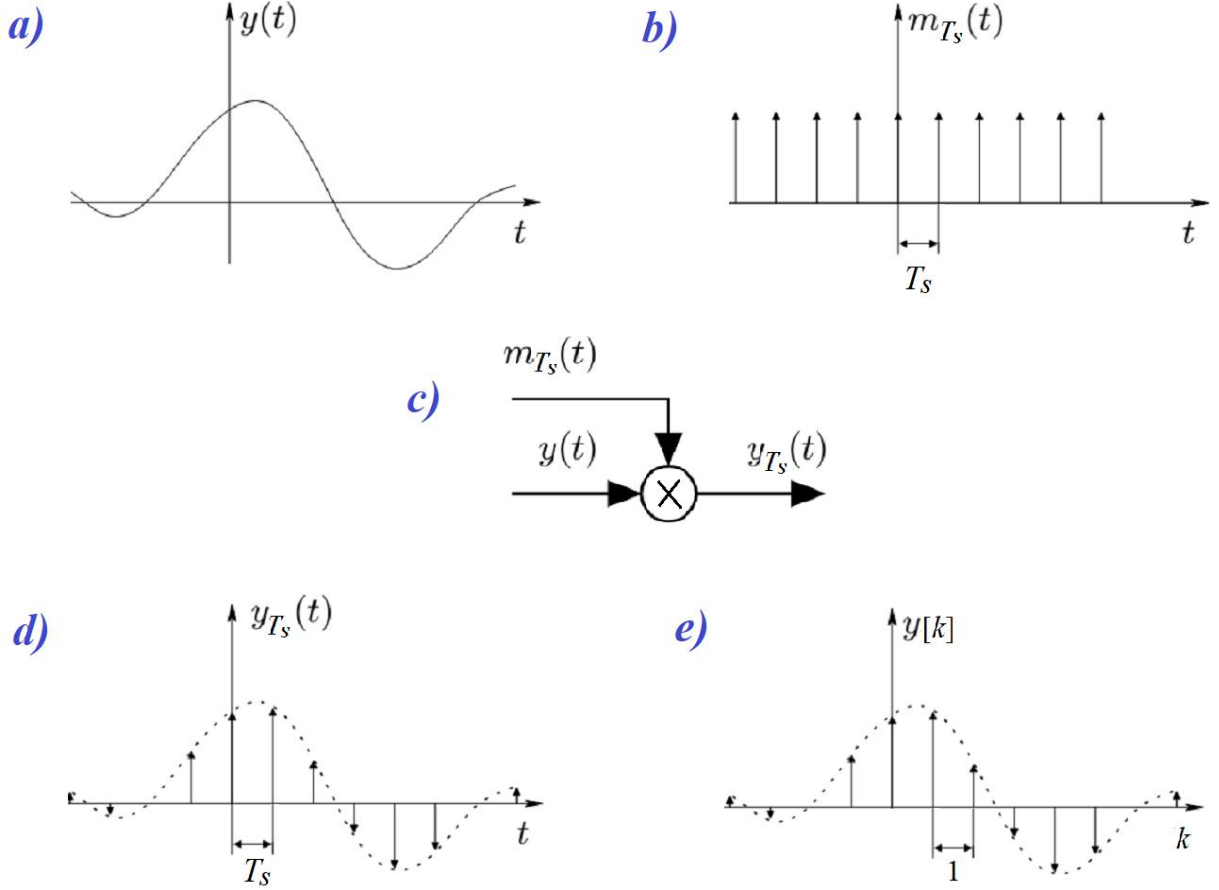 a)
y(t)
t
b)
m_{T_s}(t)
t
T_s
c)
m_{T_s}(t)
y(t)
y_{T_s}(t)
d)
y_{T_s}(t)
t
T_s
e)
y[k]
k
1